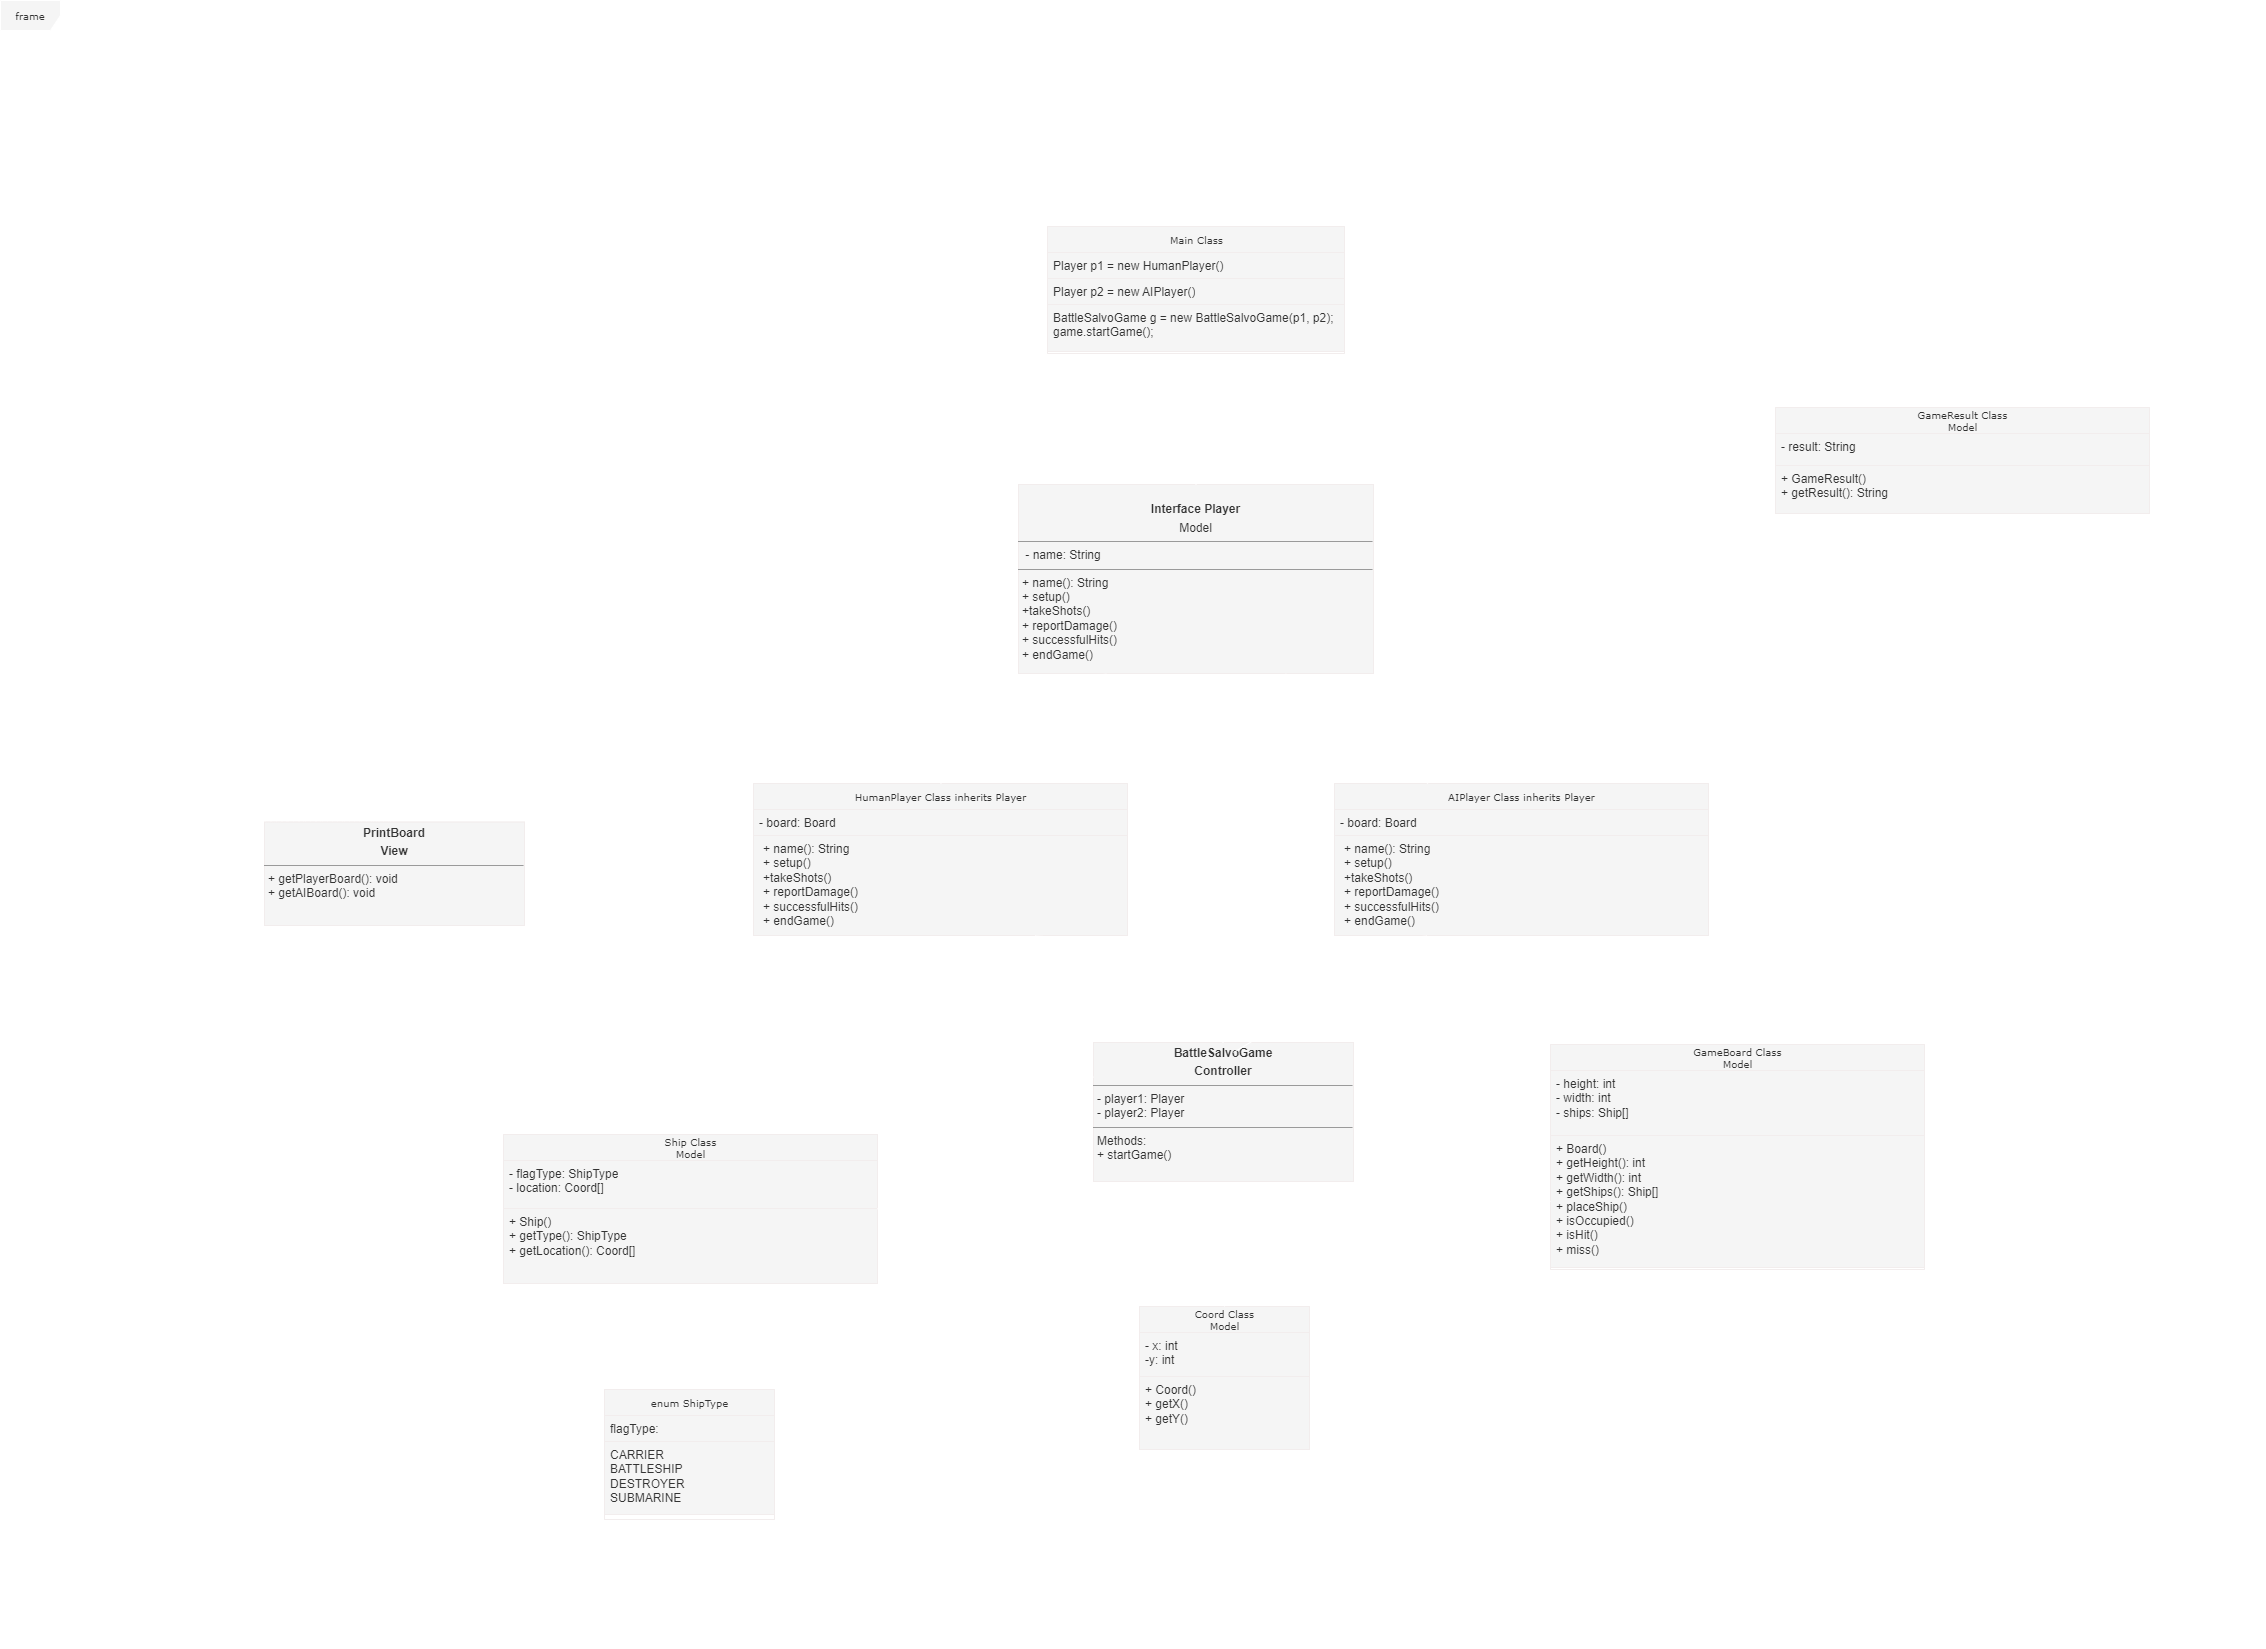 frame
Main Class
Player p1 = new HumanPlayer()
Player p2 = new AIPlayer()
BattleSalvoGame g = new BattleSalvoGame(p1, p2);
game.startGame();
GameResult Class
Model
- result: String
+ GameResult()
+ getResult(): String
Interface Player
Model
- name: String
+ name(): String
+ setup()
+takeShots()
+ reportDamage()
+ successfulHits()
+ endGame()
PrintBoard
View
+ getPlayerBoard(): void
+ getAIBoard(): void
HumanPlayer Class inherits Player
- board: Board
+ name(): String
+ setup()
+takeShots()
+ reportDamage()
+ successfulHits()
+ endGame()
AIPlayer Class inherits Player
- board: Board
+ name(): String
+ setup()
+takeShots()
+ reportDamage()
+ successfulHits()
+ endGame()
Ship Class
Model
- flagType: ShipType
- location: Coord[]
+ Ship()
+ getType(): ShipType
+ getLocation(): Coord[]
BattleSalvoGame
Controller
- player1: Player
- player2: Player
Methods:
+ startGame()
GameBoard Class
Model
- height: int
- width: int
- ships: Ship[]
+ Board()
+ getHeight(): int
+ getWidth(): int
+ getShips(): Ship[]
+ placeShip()
+ isOccupied()
+ isHit()
+ miss()
enum ShipType
flagType:
CARRIER
BATTLESHIP
DESTROYER
SUBMARINE
Coord Class
Model
- x: int
-y: int
+ Coord()
+ getX()
+ getY()